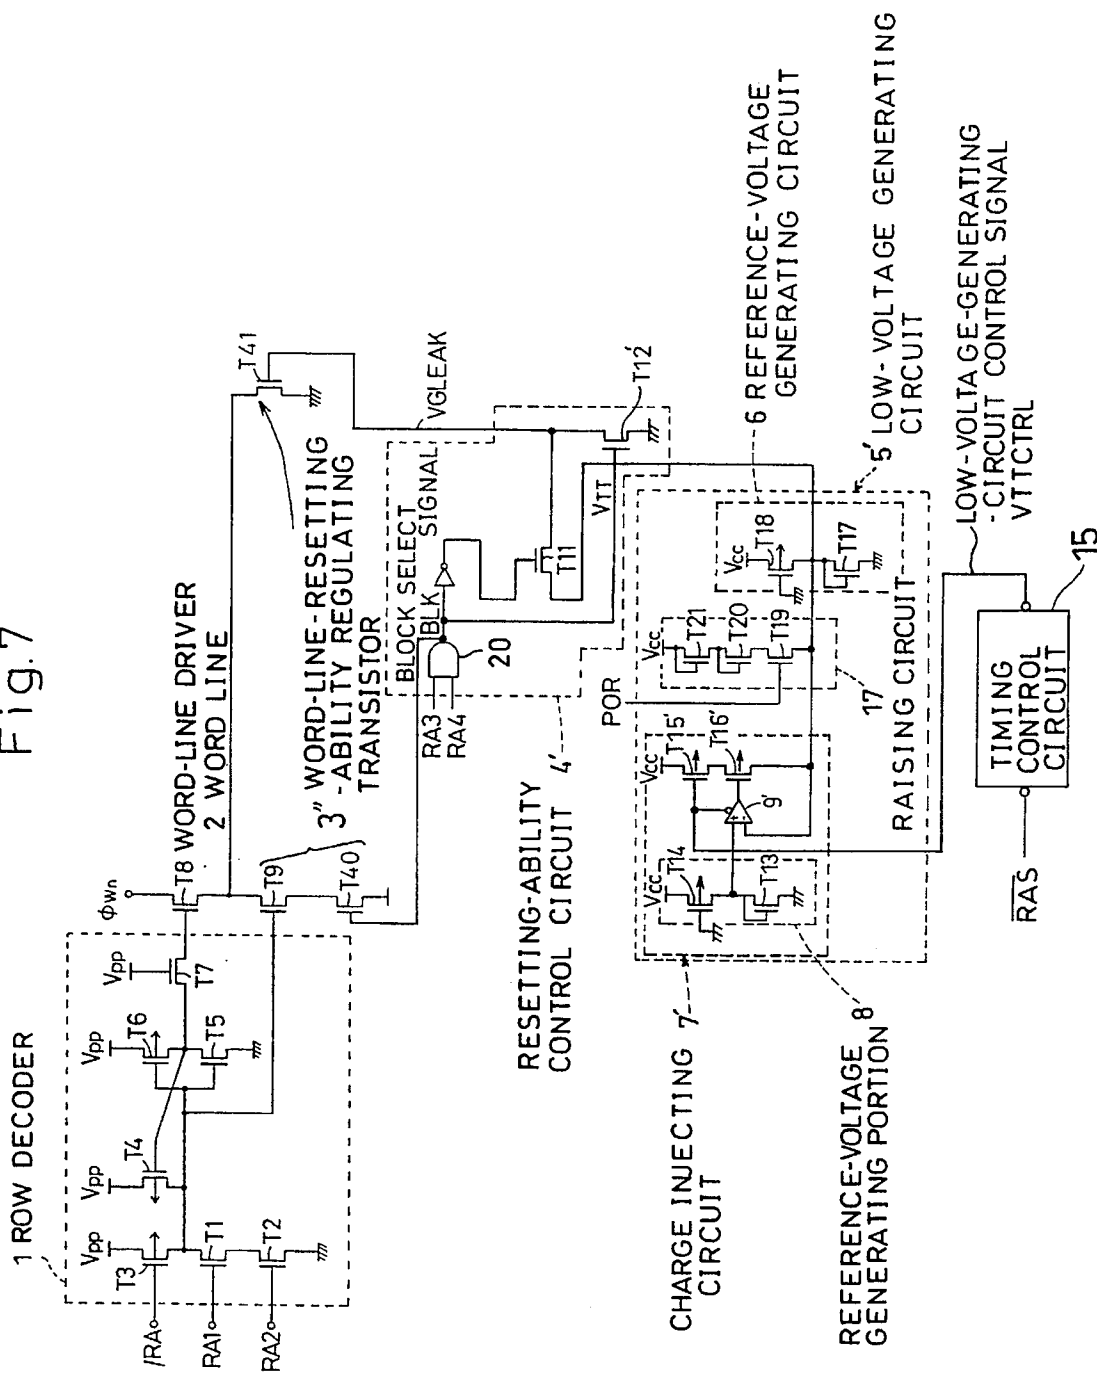 Fig.7
1 ROW DECODER
Vpp
T3
Vpp
T4
Vpp
T6
T5
Vpp
T7
/RA
RA1
T1
RA2
T2
φWn
T8 WORD-LINE DRIVER
2 WORD LINE
T9
T40
3" WORD-LINE-RESETTING
-ABILITY REGULATING
TRANSISTOR
T41
VGLEAK
BLOCK SELECT
SIGNAL
BLK
RA3
RA4
20
T11
VTT
T12'
RESETTING-ABILITY
CONTROL CIRCUIT 4'
POR
Vcc
T14
T13
Vcc
T15'
T16'
9'
Vcc
T21
T20
T19
17
RAISING CIRCUIT
Vcc
T18
T17
6 REFERENCE-VOLTAGE
GENERATING CIRCUIT
5' LOW-VOLTAGE GENERATING
CIRCUIT
CHARGE INJECTING 7'
CIRCUIT
REFERENCE-VOLTAGE
GENERATING PORTION 8
LOW-VOLTAGE-GENERATING
-CIRCUIT CONTROL SIGNAL
VTTCTRL
RAS
TIMING
CONTROL
CIRCUIT
15